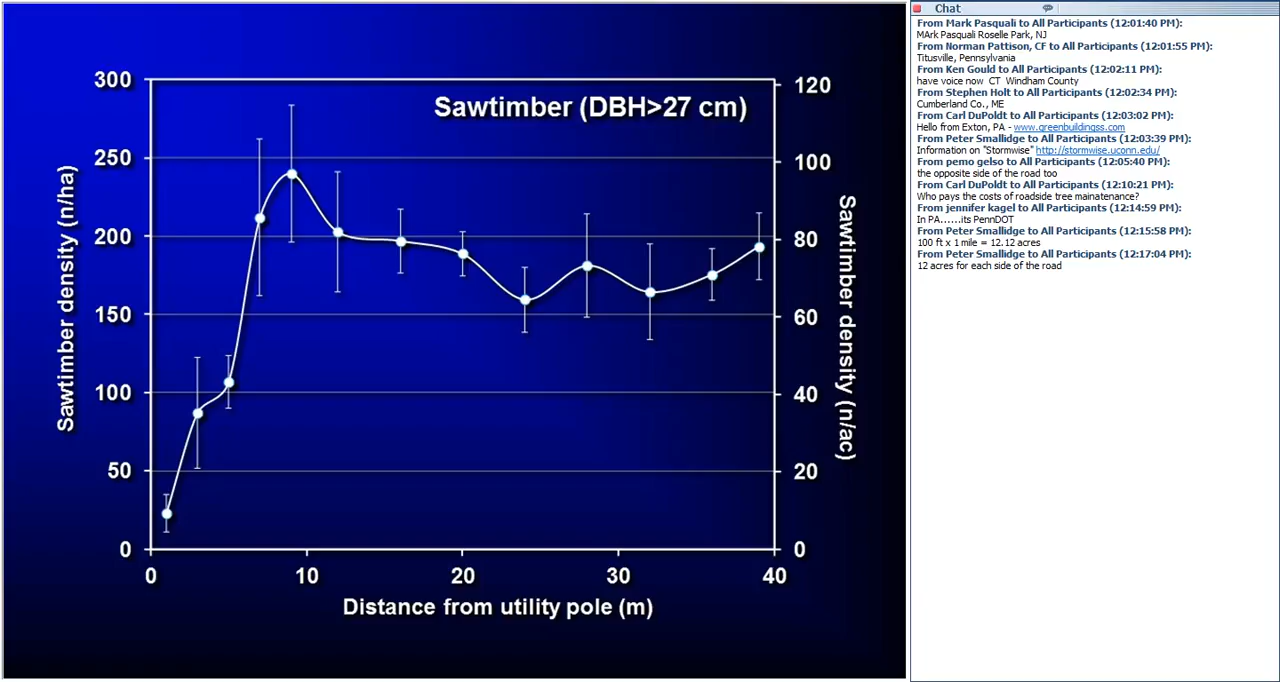 Sawtimber (DBH>27 cm)
Sawtimber density (n/ha)
300
250
200
150
100
50
0
0
10
20
30
40
Distance from utility pole (m)
120
100
80
60
40
20
0
Sawtimber density (n/ac)
Chat
From Mark Pasquali to All Participants (12:01:40 PM):
MArk Pasquali Roselle Park, NJ
From Norman Pattison, CF to All Participants (12:01:55 PM):
Titusville, Pennsylvania
From Ken Gould to All Participants (12:02:11 PM):
have voice now CT Windham County
From Stephen Holt to All Participants (12:02:34 PM):
Cumberland Co., ME
From Carl DuPoldt to All Participants (12:03:02 PM):
Hello from Exton, PA - www.greenbuildingss.com
From Peter Smallidge to All Participants (12:03:39 PM):
Information on "Stormwise" http://stormwise.uconn.edu/
From pemo gelso to All Participants (12:05:40 PM):
the opposite side of the road too
From Carl DuPoldt to All Participants (12:10:21 PM):
Who pays the costs of roadside tree mainatenance?
From jennifer kagel to All Participants (12:14:59 PM):
In PA......its PennDOT
From Peter Smallidge to All Participants (12:15:58 PM):
100 ft x 1 mile = 12.12 acres
From Peter Smallidge to All Participants (12:17:04 PM):
12 acres for each side of the road